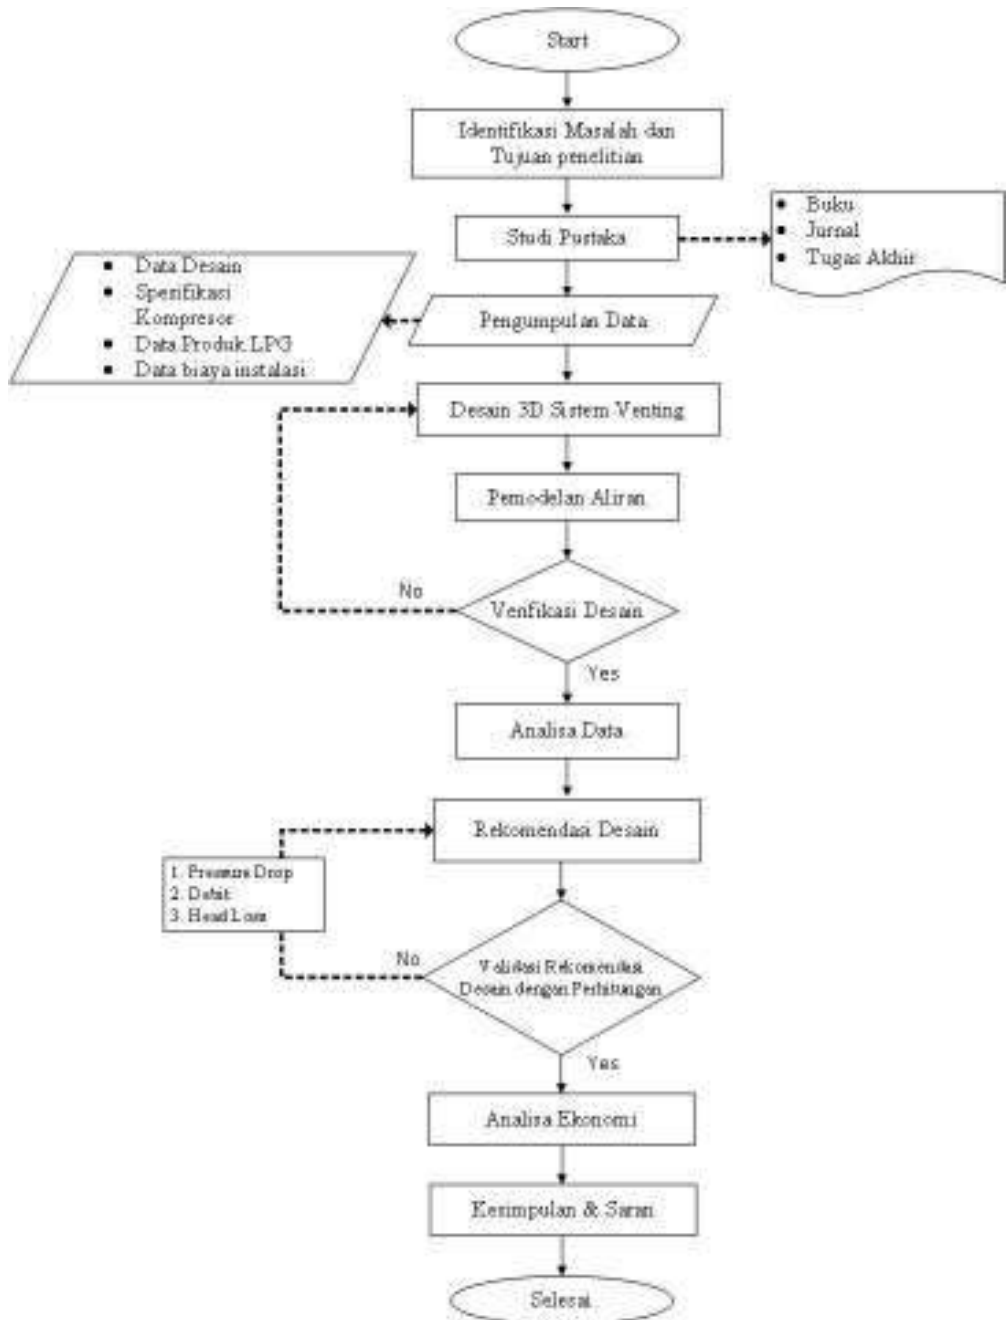 Start
Identifikasi Masalah dan
Tujuan penelitian
Studi Pustaka
• Buku
• Jurnal
• Tugas Akhir
• Data Desain
• Spesifikasi
Kompresor
• Data Produk LPG
• Data biaya instalasi
Pengumpulan Data
Desain 3D Sistem Venting
Pemodelan Aliran
No
Verifikasi Desain
Yes
Analisa Data
Rekomendasi Desain
1. Pressure Drop
2. Debit
3. Head Loss
No
Validasi Rekomendasi
Desain dengan Perhitungan
Yes
Analisa Ekonomi
Kesimpulan & Saran
Selesai